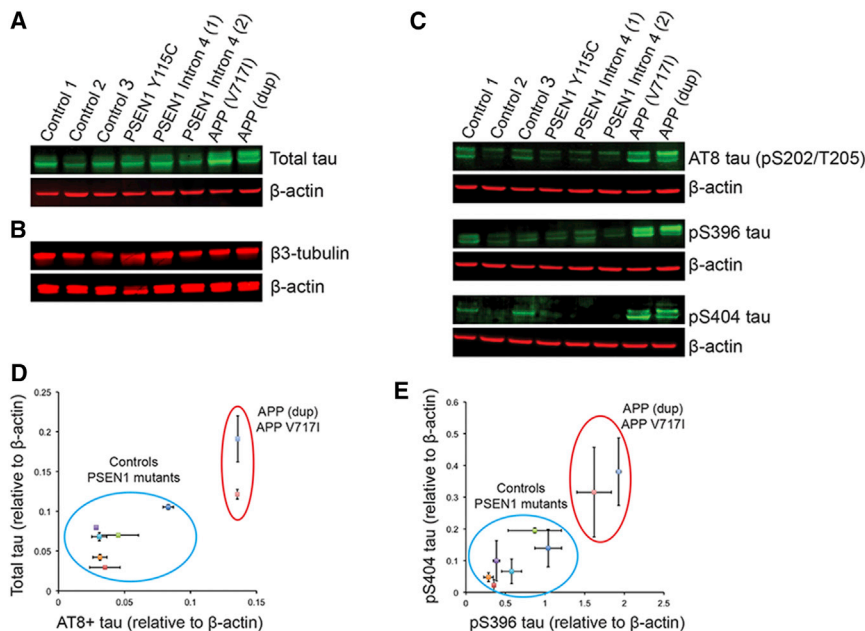 A
Control 1
Control 2
Control 3
PSEN1 Y115C
PSEN1 Intron 4 (1)
PSEN1 Intron 4 (2)
APP (V717I)
APP (dup)
Total tau
β-actin
B
β3-tubulin
β-actin
C
Control 1
Control 2
Control 3
PSEN1 Y115C
PSEN1 Intron 4 (1)
PSEN1 Intron 4 (2)
APP (V717I)
APP (dup)
AT8 tau (pS202/T205)
β-actin
pS396 tau
β-actin
pS404 tau
β-actin
D
Total tau (relative to β-actin)
0.25
0.2
0.15
0.1
0.05
0
0
0.05
0.1
0.15
AT8+ tau (relative to β-actin)
Controls
PSEN1 mutants
APP (dup)
APP V717I
E
pS404 tau (relative to β-actin)
0.6
0.5
0.4
0.3
0.2
0.1
0
0
0.5
1
1.5
2
2.5
pS396 tau (relative to β-actin)
Controls
PSEN1 mutants
APP (dup)
APP V717I